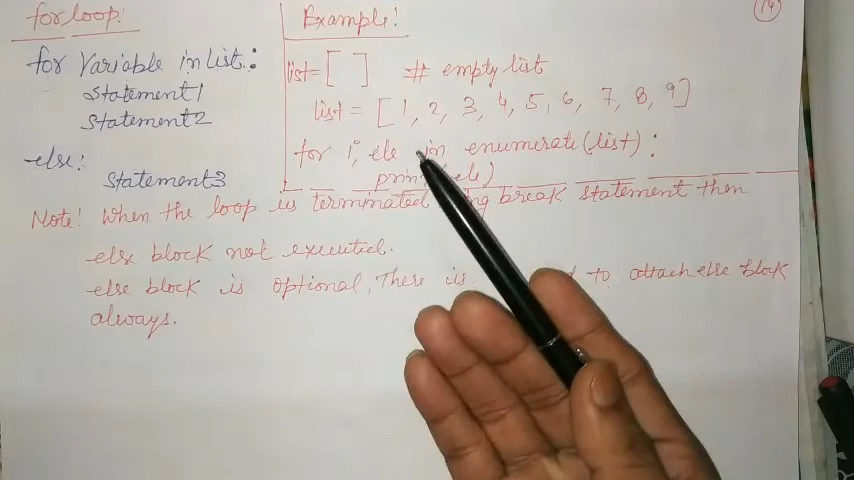 for loop:
for Variable in list:
statement1
statement2
else:
statement3
Example!
14
list = [ ] # empty list
list = [1, 2, 3, 4, 5, 6, 7, 8, 9]
for i, ele in enumerate(list):
ele)
Note! When the loop is terminated break statement then
else block not executed.
else block is optional, There is to attach else block
always.